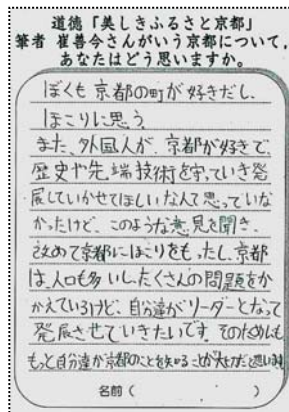 道徳「美しきふるさと京都」
筆者 崔善今さんがいう京都について、
あなたはどう思いますか。
ぼくも京都の町が好きだし、
ほこりに思う。
また、外国人が、京都が好きで、
歴史や先端技術を守っていき発
展していかせてほしいなんて思っていな
かったけど、このような意見を聞き、
改めて京都にほこりをもったし、京都
は、人口も多いし、たくさんの問題をか
かえているけど、自分達がリーダーとなって
発展させていきたいです。そのためにも
もっと自分達が京都のことを知ることが大切だと思います
名前（　　　）